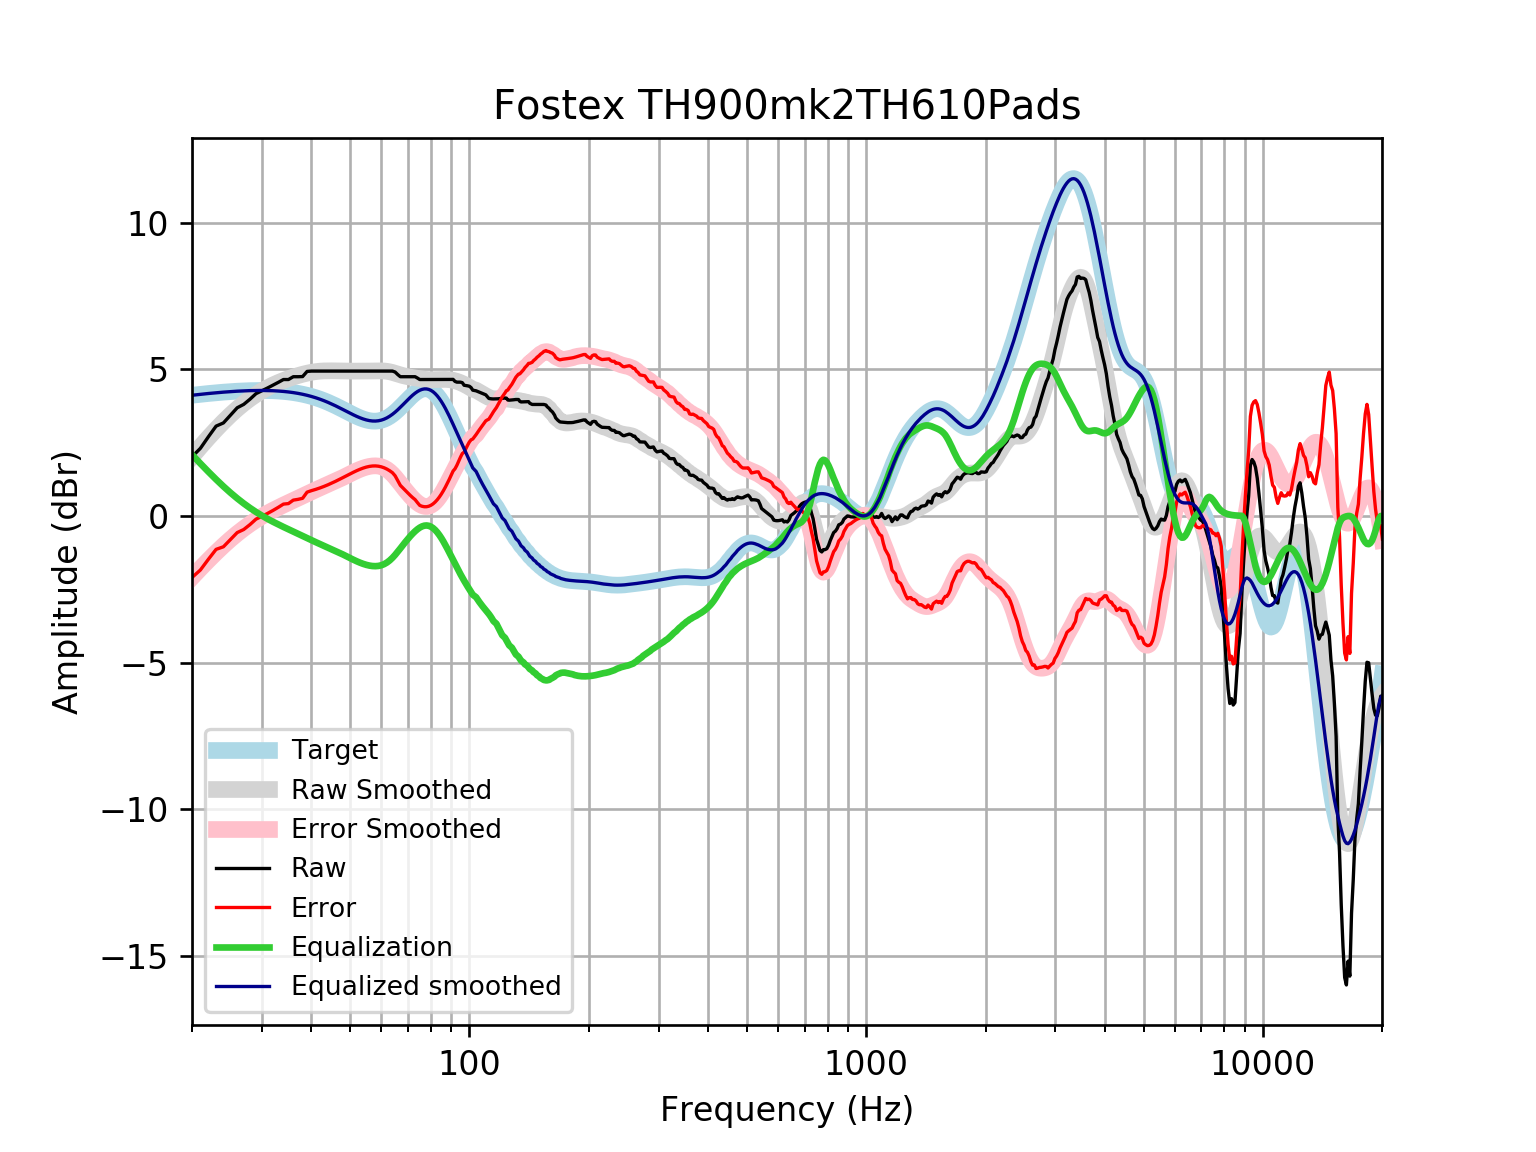 Fostex TH900mk2TH610Pads
10
5
0
−5
−10
−15
Amplitude (dBr)
Target
Raw Smoothed
Error Smoothed
Raw
Error
Equalization
Equalized smoothed
100 1000 10000
Frequency (Hz)